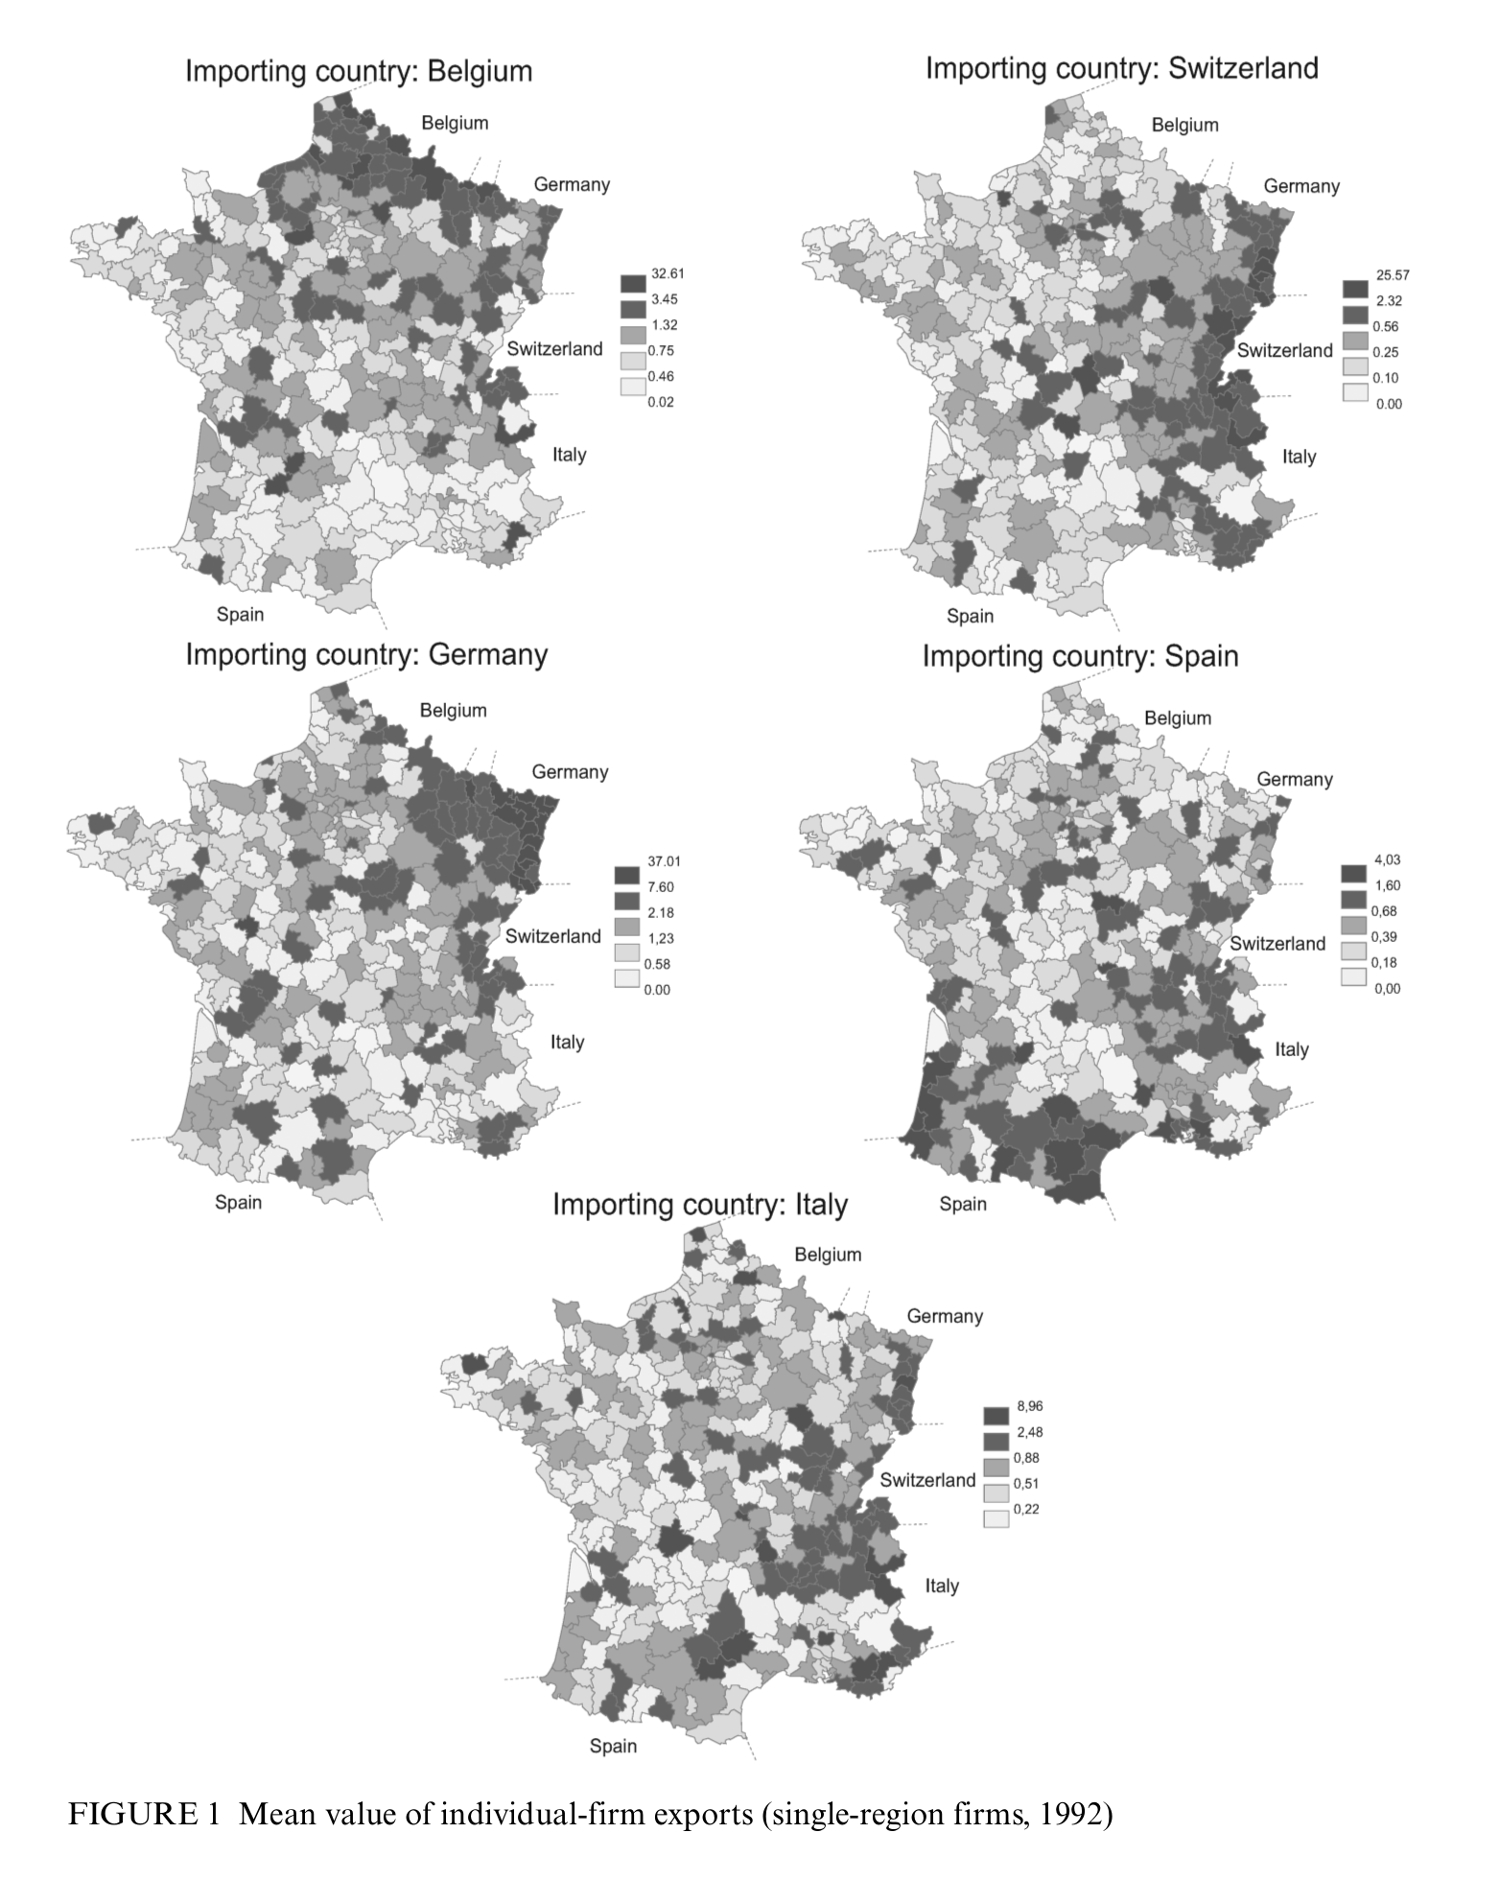 Importing country: Belgium
Belgium
Germany
32.61
3.45
1.32
0.75
0.46
0.02
Switzerland
Italy
Spain
Importing country: Switzerland
Belgium
Germany
25.57
2.32
0.56
0.25
0.10
0.00
Switzerland
Italy
Spain
Importing country: Germany
Belgium
Germany
37.01
7.60
2.18
1,23
0.58
0.00
Switzerland
Italy
Spain
Importing country: Spain
Belgium
Germany
4,03
1,60
0,68
0,39
0,18
0,00
Switzerland
Italy
Spain
Importing country: Italy
Belgium
Germany
8,96
2,48
0,88
0,51
0,22
Switzerland
Italy
Spain
FIGURE 1 Mean value of individual-firm exports (single-region firms, 1992)